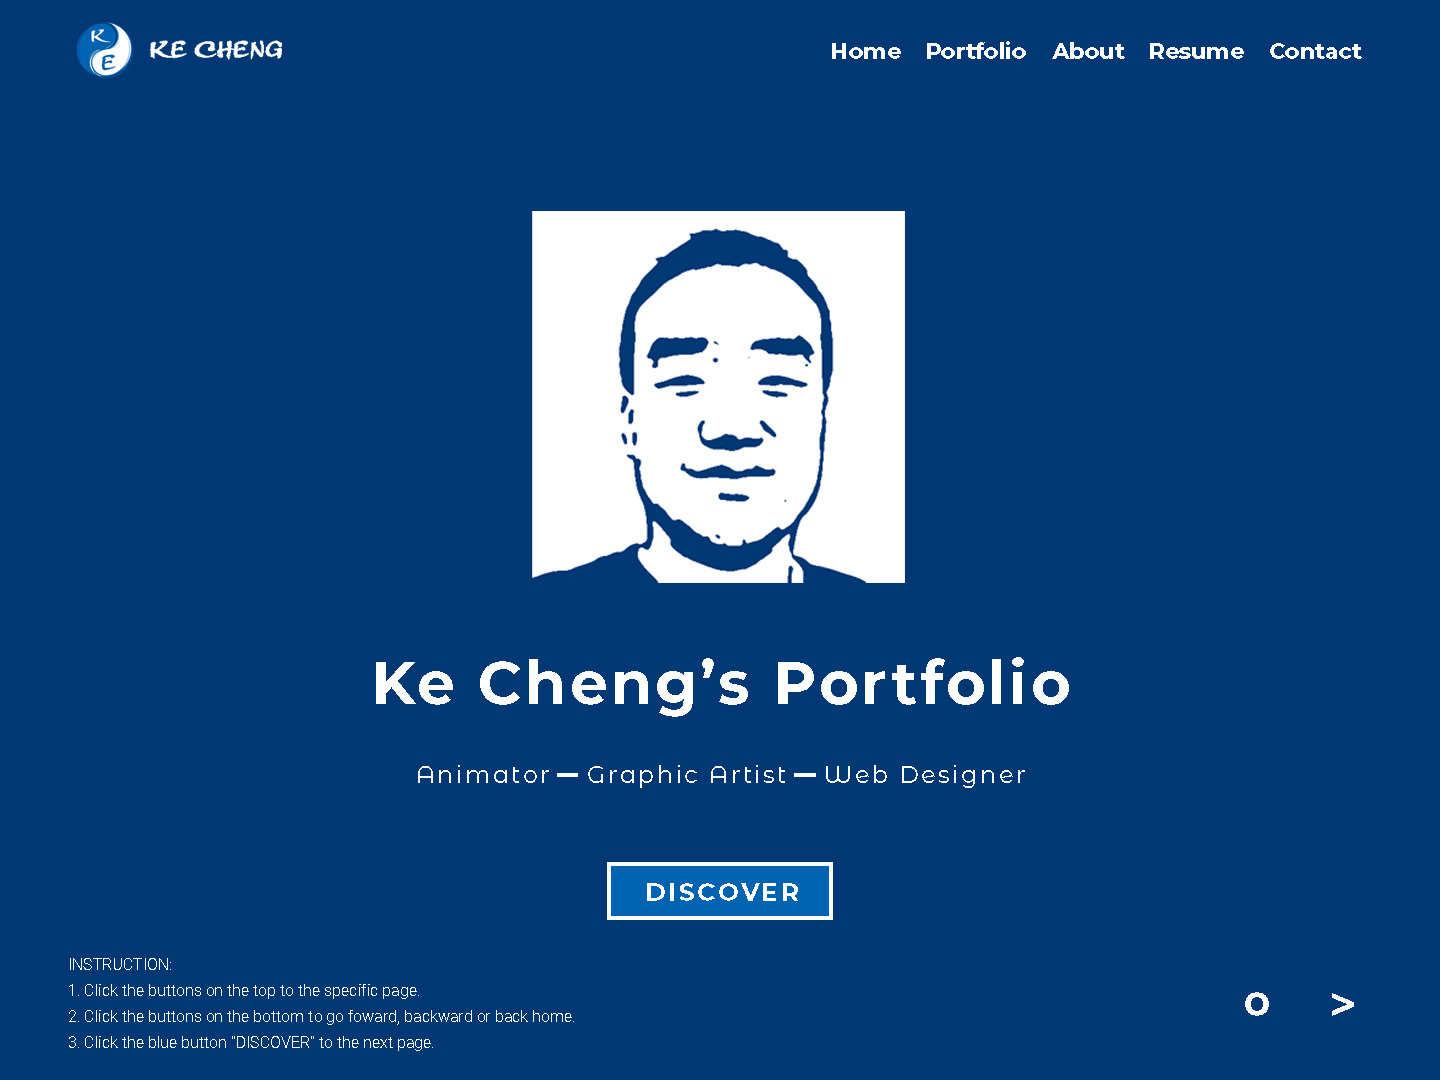 KE
KE CHENG
Home Portfolio About Resume Contact
Ke Cheng’s Portfolio
Animator — Graphic Artist — Web Designer
DISCOVER
INSTRUCTION:
1. Click the buttons on the top to the specific page.
2. Click the buttons on the bottom to go foward, backward or back home.
3. Click the blue button "DISCOVER" to the next page.
O >